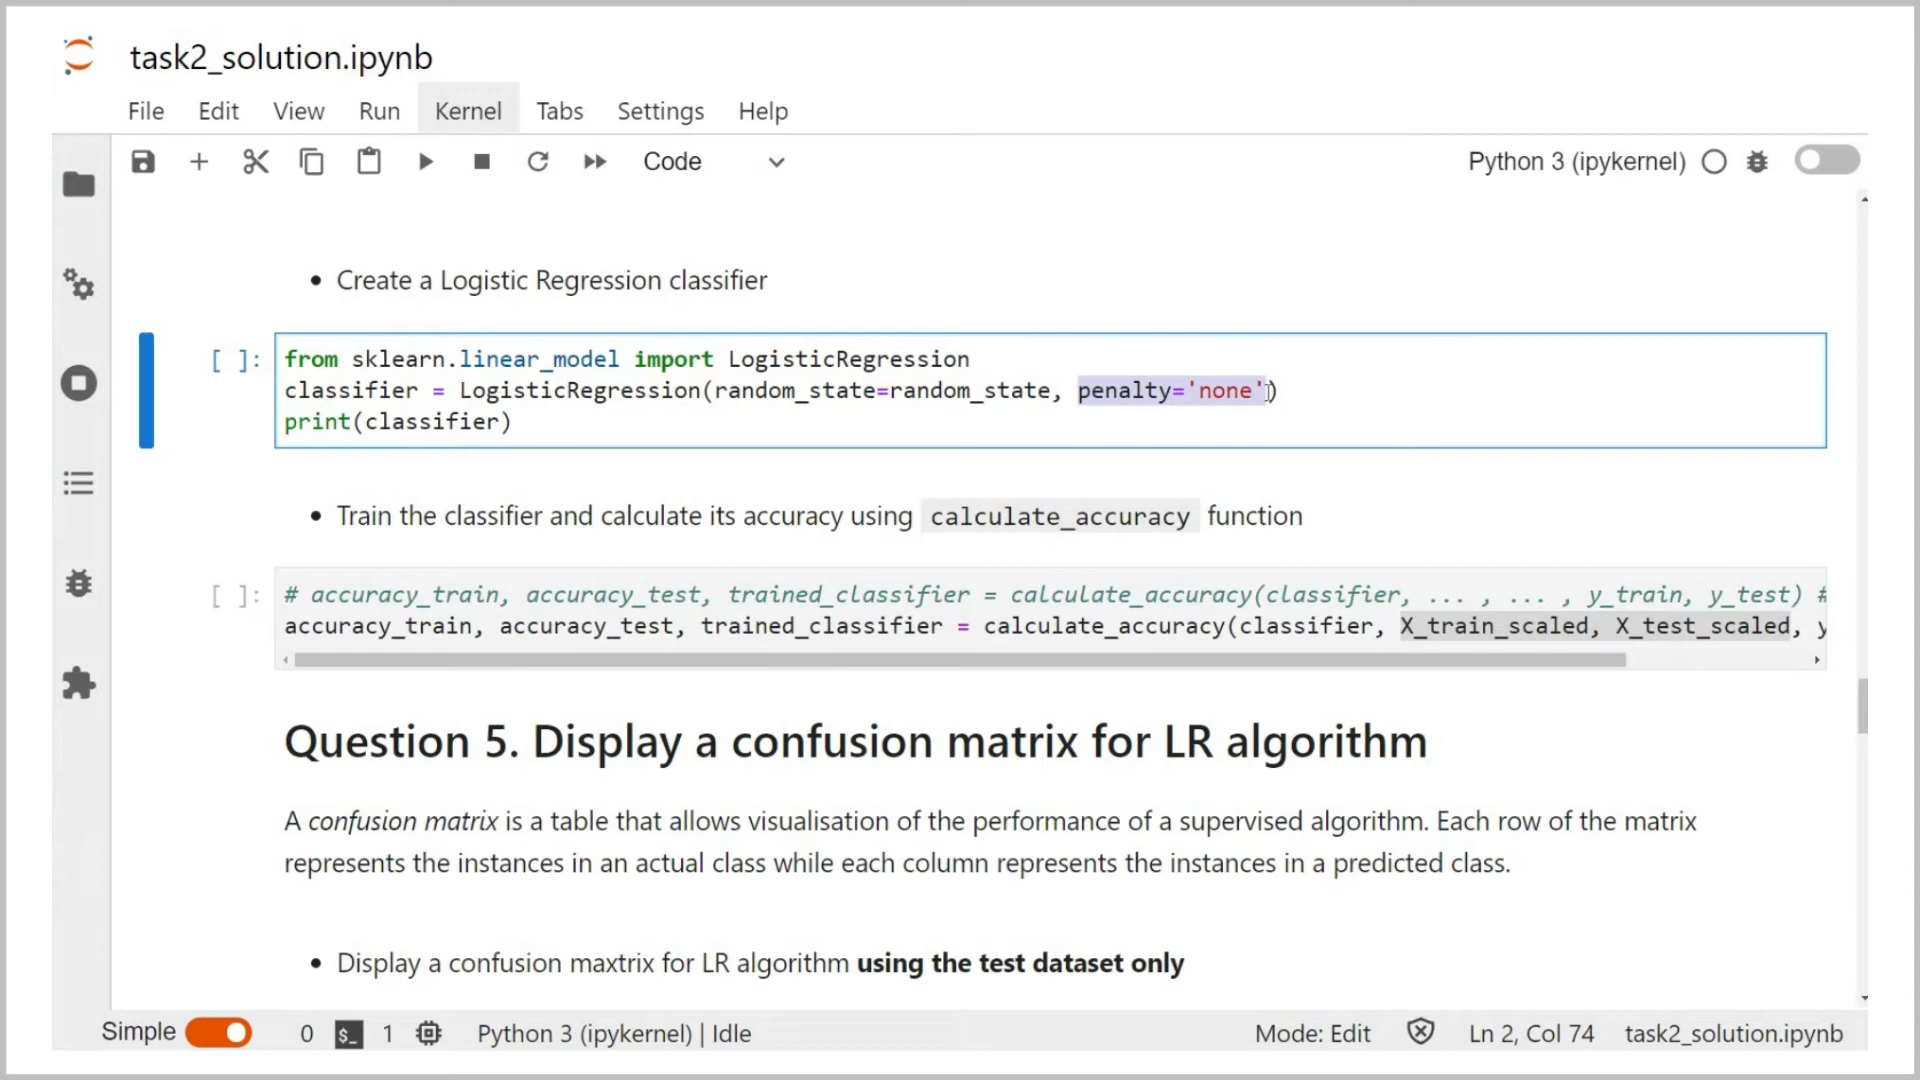 task2_solution.ipynb
File Edit View Run Kernel Tabs Settings Help
Code Python 3 (ipykernel)
• Create a Logistic Regression classifier
[ ]: from sklearn.linear_model import LogisticRegression
classifier = LogisticRegression(random_state=random_state, penalty='none')
print(classifier)
• Train the classifier and calculate its accuracy using calculate_accuracy function
[ ]: # accuracy_train, accuracy_test, trained_classifier = calculate_accuracy(classifier, ... , ... , y_train, y_test) #
accuracy_train, accuracy_test, trained_classifier = calculate_accuracy(classifier, X_train_scaled, X_test_scaled, y
Question 5. Display a confusion matrix for LR algorithm
A confusion matrix is a table that allows visualisation of the performance of a supervised algorithm. Each row of the matrix
represents the instances in an actual class while each column represents the instances in a predicted class.
• Display a confusion maxtrix for LR algorithm using the test dataset only
Simple 0 $_ 1 Python 3 (ipykernel) | Idle Mode: Edit Ln 2, Col 74 task2_solution.ipynb